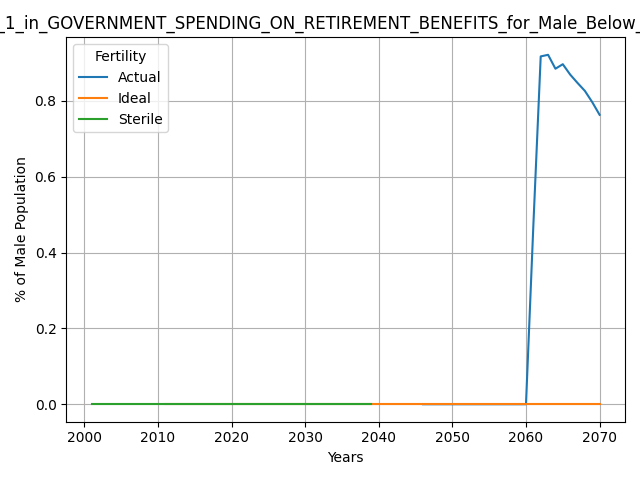 _1_in_GOVERNMENT_SPENDING_ON_RETIREMENT_BENEFITS_for_Male_Below_
Fertility
Actual
Ideal
Sterile
% of Male Population
0.8
0.6
0.4
0.2
0.0
2000 2010 2020 2030 2040 2050 2060 2070
Years